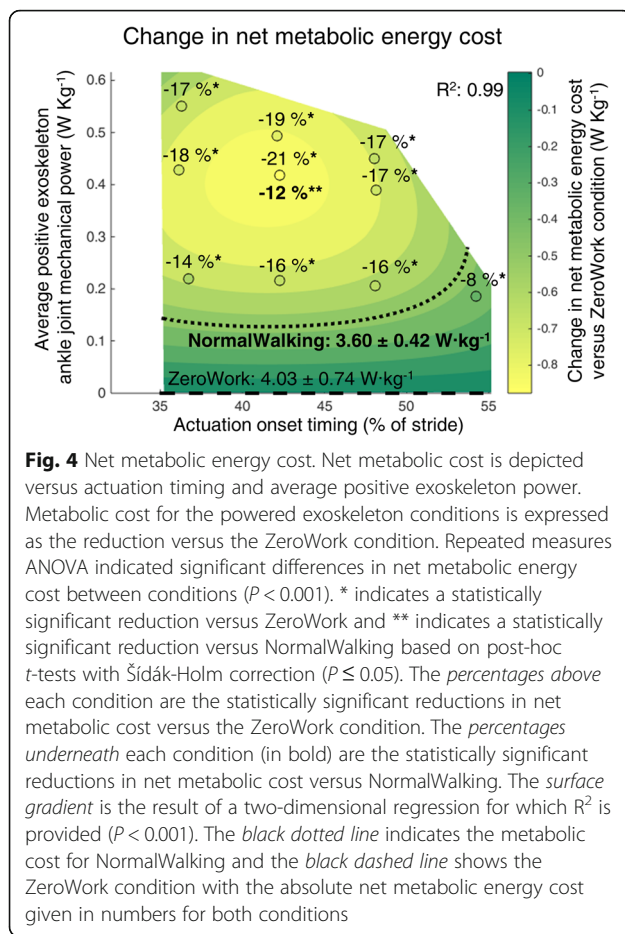 Change in net metabolic energy cost
Average positive exoskeleton
ankle joint mechanical power (W Kg⁻¹)
0.6
0.5
0.4
0.3
0.2
0.1
0
-17 %*
-19 %*
R²: 0.99
-17 %*
-18 %*
-21 %*
-17 %*
-12 %**
-14 %*
-16 %*
-16 %*
-8 %*
NormalWalking: 3.60 ± 0.42 W·kg⁻¹
ZeroWork: 4.03 ± 0.74 W·kg⁻¹
35
40
45
50
55
Actuation onset timing (% of stride)
0
-0.1
-0.2
-0.3
-0.4
-0.5
-0.6
-0.7
-0.8
Change in net metabolic energy cost
versus ZeroWork condition (W Kg⁻¹)
Fig. 4 Net metabolic energy cost. Net metabolic cost is depicted
versus actuation timing and average positive exoskeleton power.
Metabolic cost for the powered exoskeleton conditions is expressed
as the reduction versus the ZeroWork condition. Repeated measures
ANOVA indicated significant differences in net metabolic energy
cost between conditions (P < 0.001). * indicates a statistically
significant reduction versus ZeroWork and ** indicates a statistically
significant reduction versus NormalWalking based on post-hoc
t-tests with Šídák-Holm correction (P ≤ 0.05). The percentages above
each condition are the statistically significant reductions in net
metabolic cost versus the ZeroWork condition. The percentages
underneath each condition (in bold) are the statistically significant
reductions in net metabolic cost versus NormalWalking. The surface
gradient is the result of a two-dimensional regression for which R² is
provided (P < 0.001). The black dotted line indicates the metabolic
cost for NormalWalking and the black dashed line shows the
ZeroWork condition with the absolute net metabolic energy cost
given in numbers for both conditions